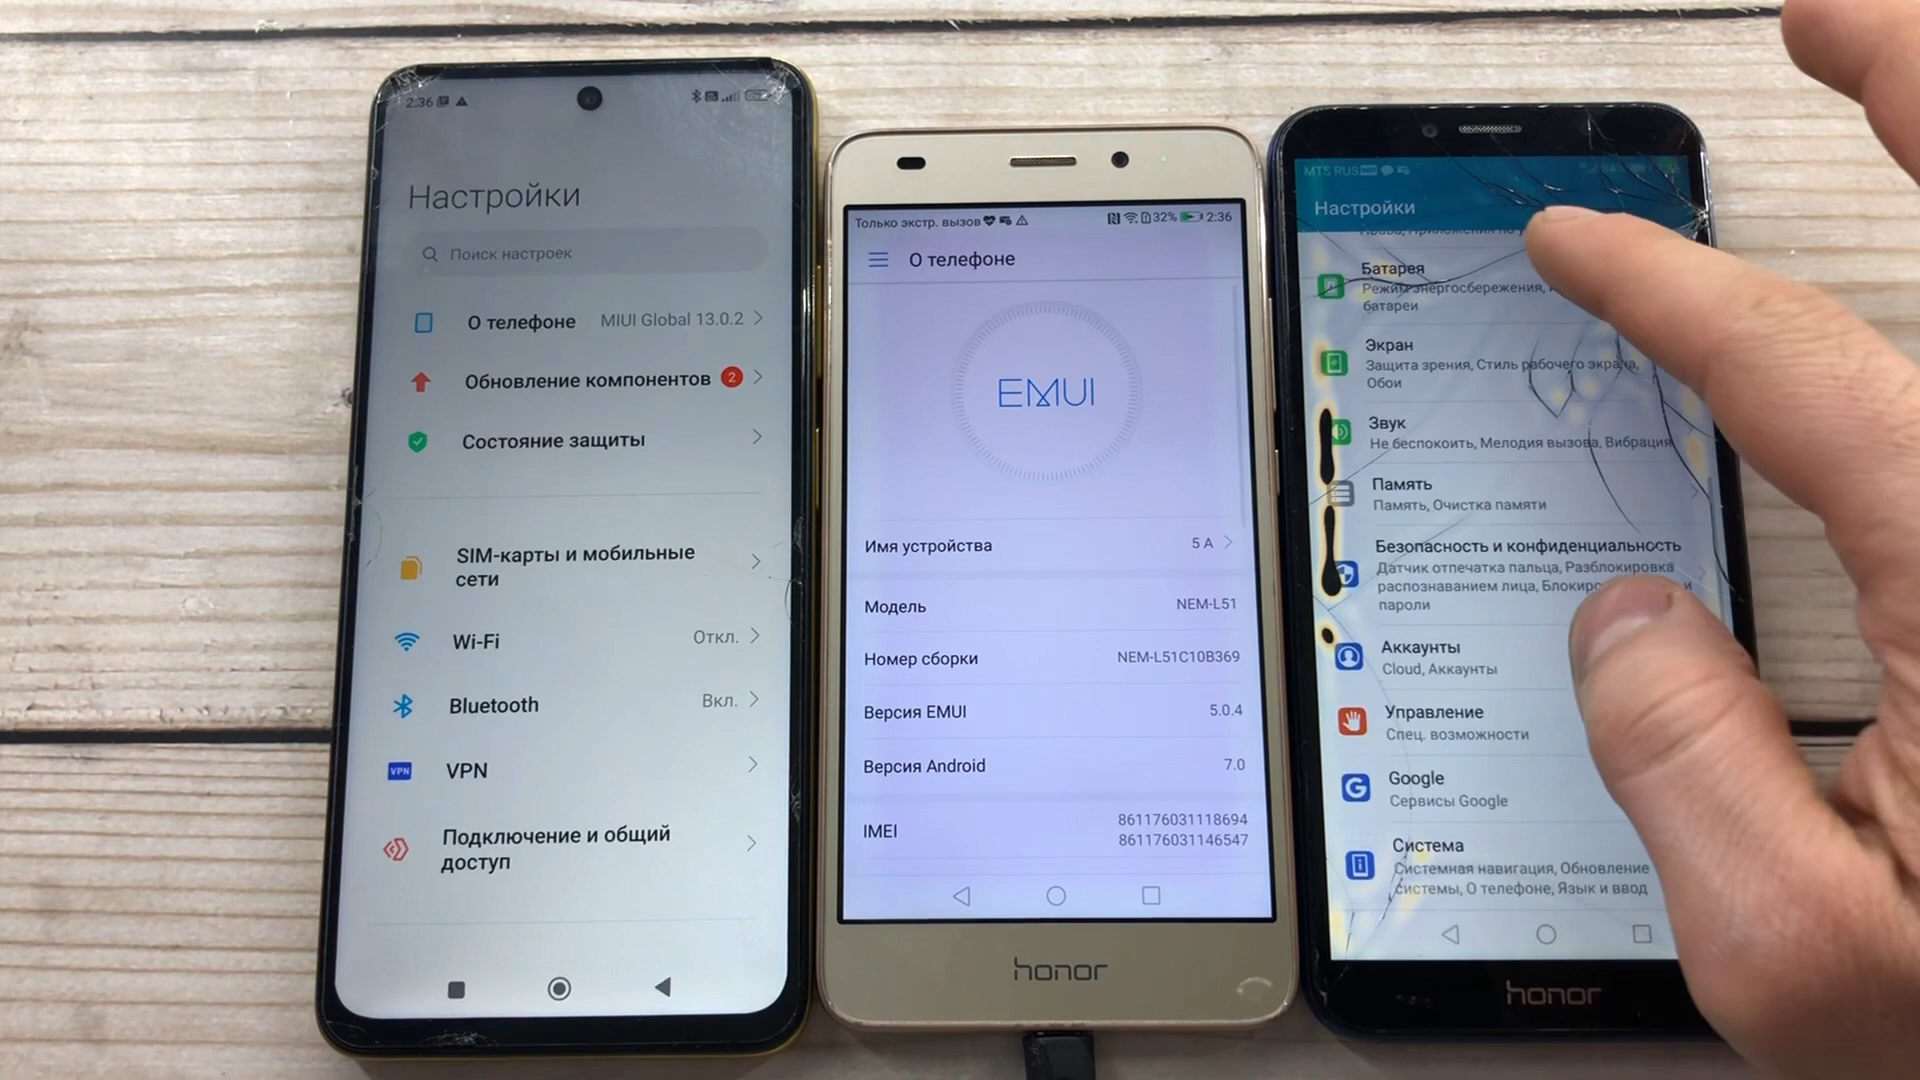 2:36
Настройки
Поиск настроек
О телефоне MIUI Global 13.0.2
Обновление компонентов 2
Состояние защиты
SIM-карты и мобильные
сети
Wi-Fi Откл.
Bluetooth Вкл.
VPN VPN
Подключение и общий
доступ
Только экстр. вызов 32% 2:36
О телефоне
EMUI
Имя устройства 5 A
Модель NEM-L51
Номер сборки NEM-L51C10B369
Версия EMUI 5.0.4
Версия Android 7.0
IMEI 861176031118694
861176031146547
honor
MTS RUS
Настройки
Батарея
Режим энергосбережения,
батареи
Экран
Защита зрения, Стиль рабочего экрана,
Обои
Звук
Не беспокоить, Мелодия вызова, Вибрация
Память
Память, Очистка памяти
Безопасность и конфиденциальность
Датчик отпечатка пальца, Разблокировка
распознаванием лица, и
пароли
Аккаунты
Cloud, Аккаунты
Управление
Спец. возможности
G Google
Сервисы Google
Система
Системная навигация, Обновление
системы, О телефоне, Язык и ввод
honor